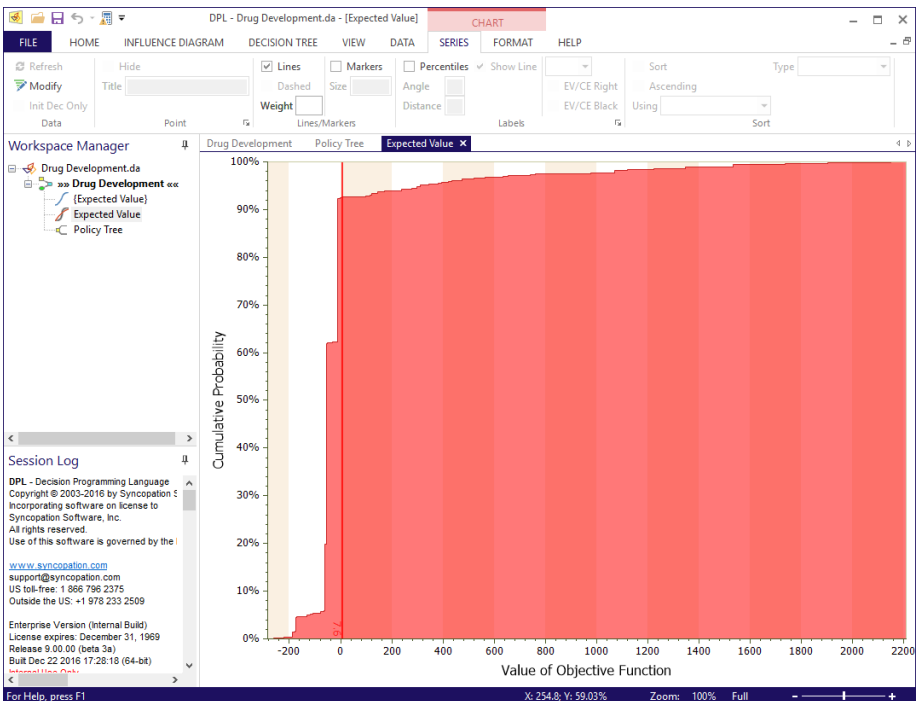 DPL - Drug Development.da - [Expected Value]
CHART
FILE HOME INFLUENCE DIAGRAM DECISION TREE VIEW DATA SERIES FORMAT HELP
Refresh Hide Lines Markers Percentiles Show Line Sort Type
Modify Title Dashed Size Angle EV/CE Right Ascending
Init Dec Only Weight Distance EV/CE Black Using
Data Point Lines/Markers Labels Sort
Workspace Manager
Drug Development Policy Tree Expected Value
Drug Development.da
»» Drug Development ««
{Expected Value}
Expected Value
Policy Tree
Session Log
DPL - Decision Programming Language
Copyright © 2003-2016 by Syncopation S
Incorporating software on license to
Syncopation Software, Inc.
All rights reserved.
Use of this software is governed by the
www.syncopation.com
support@syncopation.com
US toll-free: 1 866 796 2375
Outside the US: +1 978 233 2509
Enterprise Version (Internal Build)
License expires: December 31, 1969
Release 9.00.00 (beta 3a)
Built Dec 22 2016 17:28:18 (64-bit)
Internal Use Only
100%
90%
80%
70%
60%
50%
40%
30%
20%
10%
0%
Cumulative Probability
7.6
-200 0 200 400 600 800 1000 1200 1400 1600 1800 2000 2200
Value of Objective Function
For Help, press F1 X: 254.8; Y: 59.03% Zoom: 100% Full - +